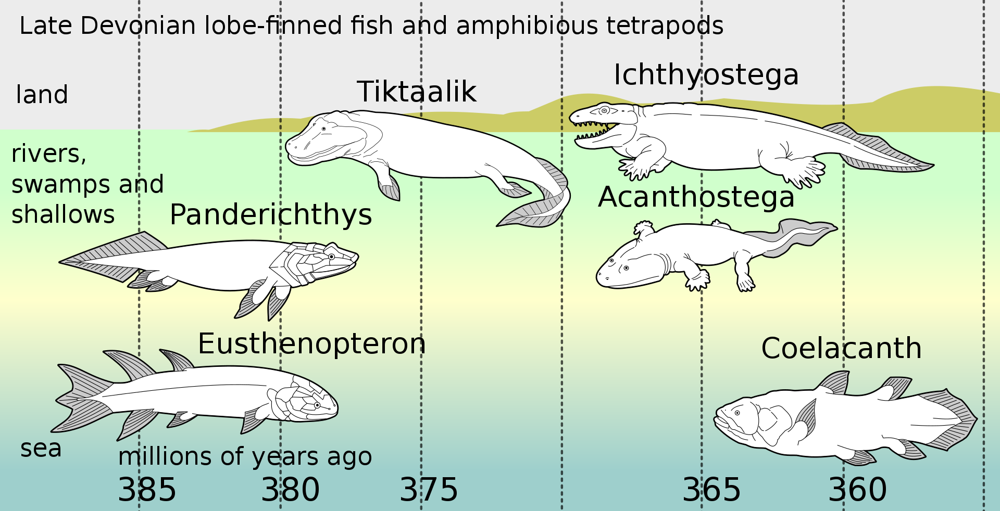 Late Devonian lobe-finned fish and amphibious tetrapods
Ichthyostega
Tiktaalik
land
rivers,
swamps and
shallows
Acanthostega
Panderichthys
Eusthenopteron
Coelacanth
sea
millions of years ago
385 380 375 365 360